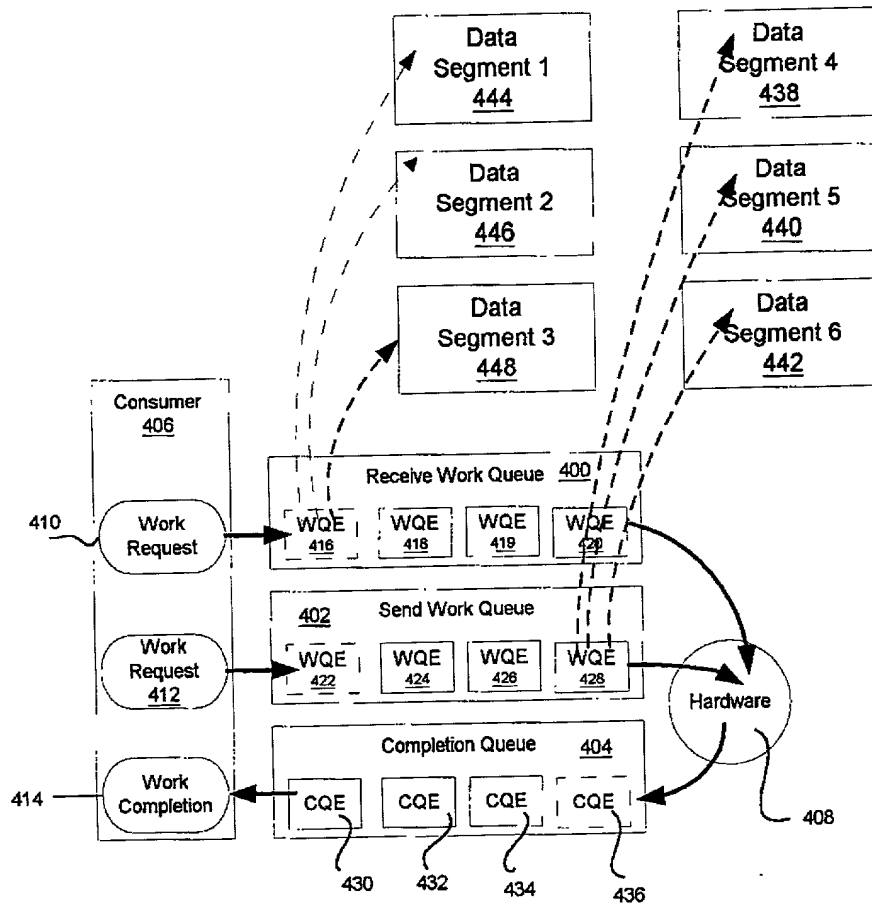 Data
Segment 1
444
Data
Segment 4
438
Data
Segment 2
446
Data
Segment 5
440
Data
Segment 3
448
Data
Segment 6
442
Consumer
406
Receive Work Queue 400
410
Work
Request
WQE
416
WQE
418
WQE
419
WQE
420
402 Send Work Queue
Work
Request
412
WQE
422
WQE
424
WQE
426
WQE
428
Hardware
Completion Queue 404
414
Work
Completion
CQE
CQE
CQE
CQE
408
430
432
434
436